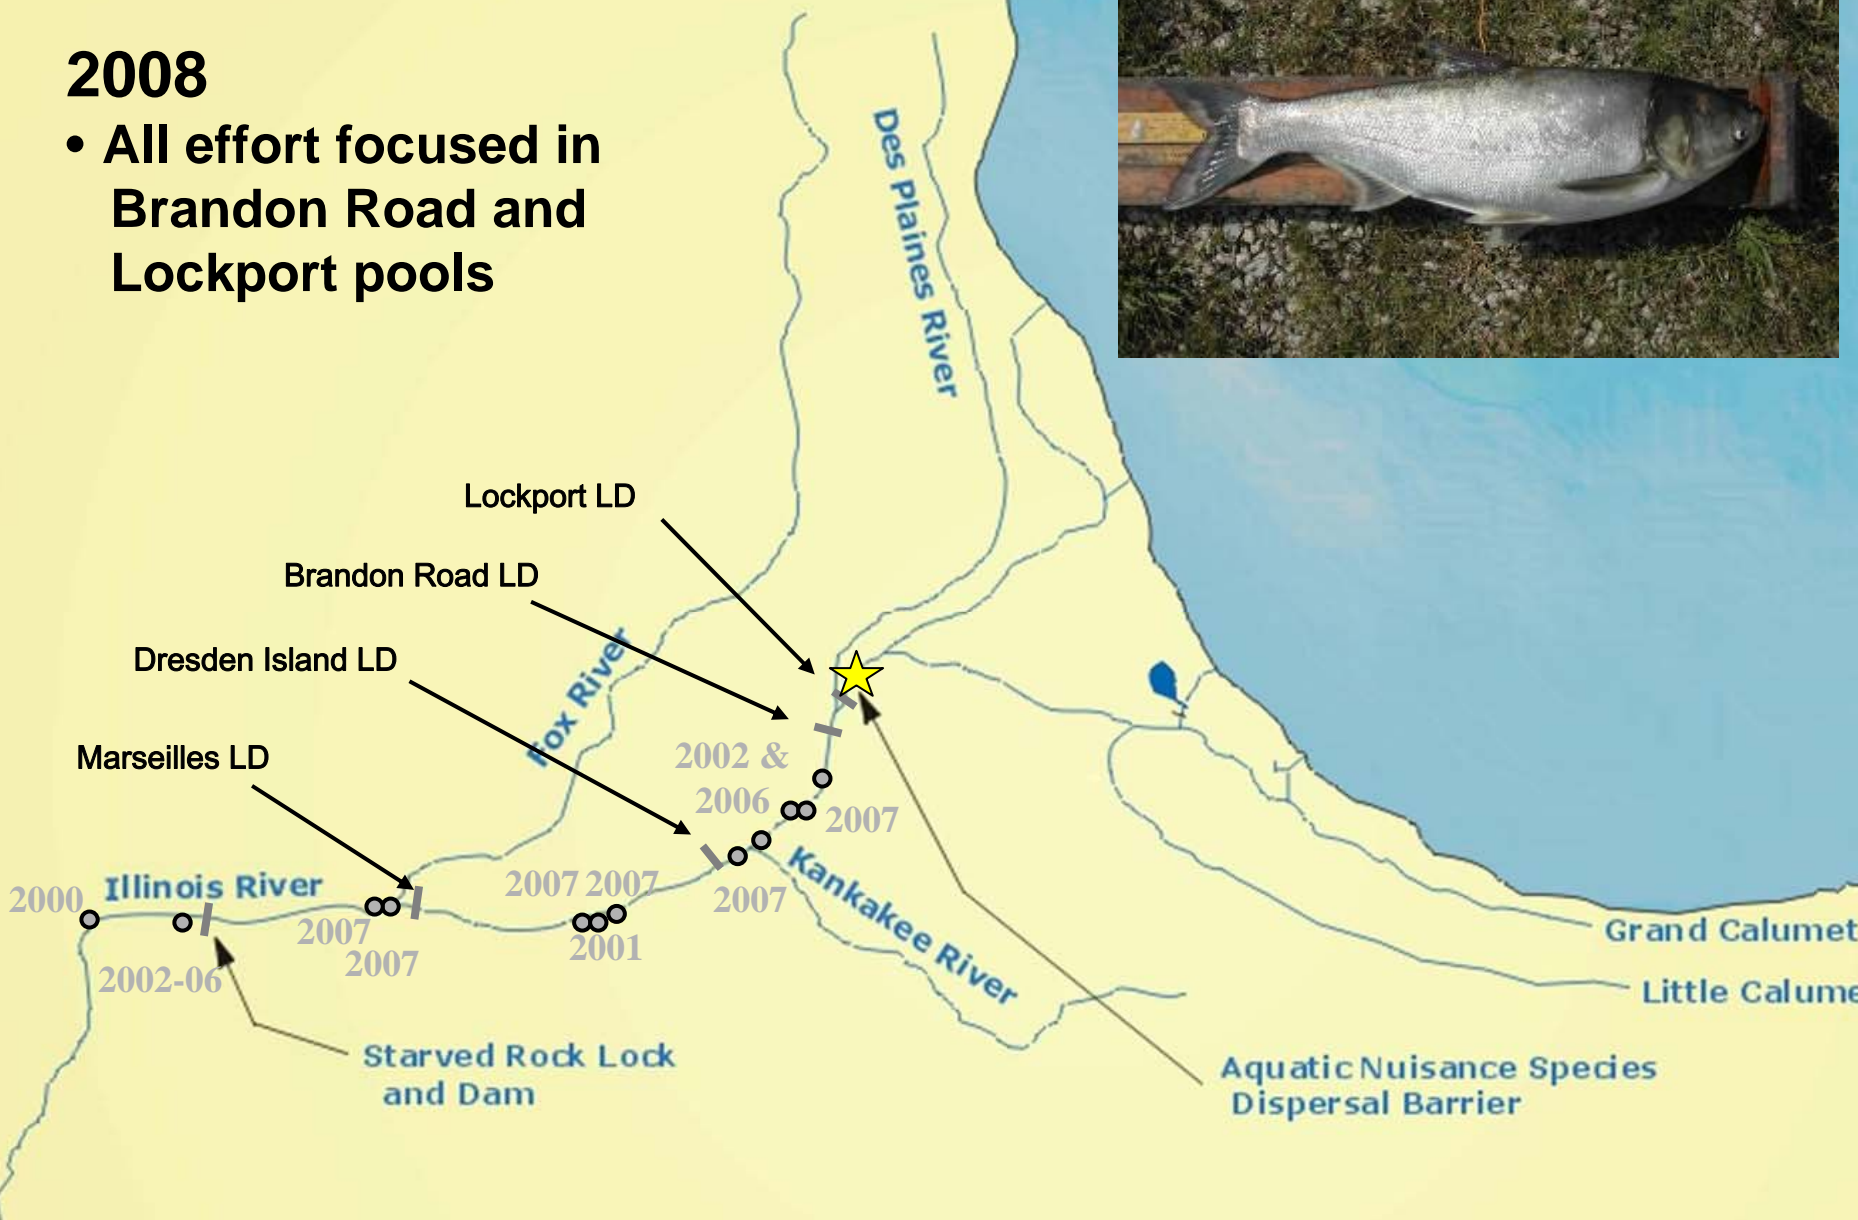 2008
• All effort focused in
Brandon Road and
Lockport pools
Des Plaines River
Lockport LD
Brandon Road LD
Dresden Island LD
Fox River
Marseilles LD
2002 &
2006
2007
Illinois River
2000
2007 2007
2007
Kankakee River
2007
2001
2007
2002-06
Grand Calumet
Little Calume
Starved Rock Lock
and Dam
Aquatic Nuisance Species
Dispersal Barrier